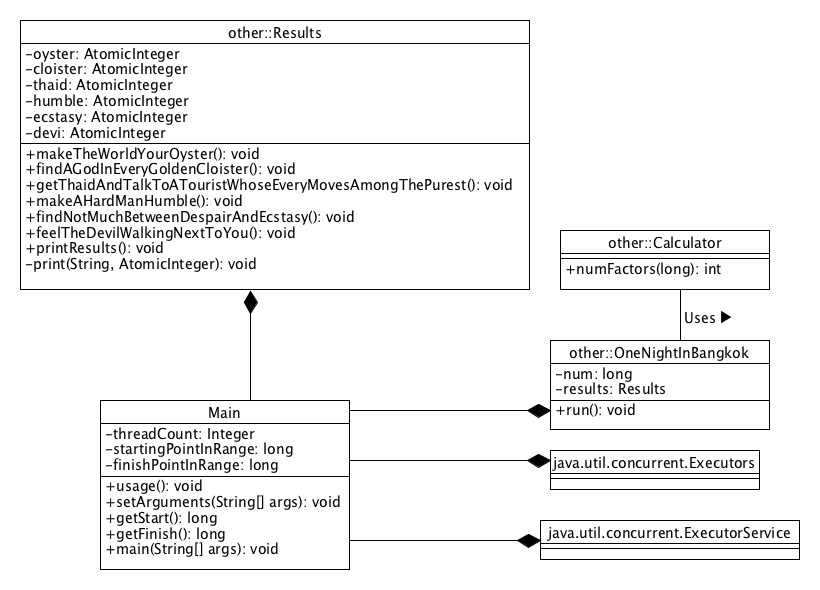 other::Results
-oyster: AtomicInteger
-cloister: AtomicInteger
-thaid: AtomicInteger
-humble: AtomicInteger
-ecstasy: AtomicInteger
-devi: AtomicInteger
+makeTheWorldYourOyster(): void
+findAGodInEveryGoldenCloister(): void
+getThaidAndTalkToATouristWhoseEveryMovesAmongThePurest(): void
+makeAHardManHumble(): void
+findNotMuchBetweenDespairAndEcstasy(): void
+feelTheDevilWalkingNextToYou(): void
+printResults(): void
-print(String, AtomicInteger): void
other::Calculator
+numFactors(long): int
Uses ▶
other::OneNightInBangkok
-num: long
-results: Results
+run(): void
Main
-threadCount: Integer
-startingPointInRange: long
-finishPointInRange: long
+usage(): void
+setArguments(String[] args): void
+getStart(): long
+getFinish(): long
+main(String[] args): void
java.util.concurrent.Executors
java.util.concurrent.ExecutorService